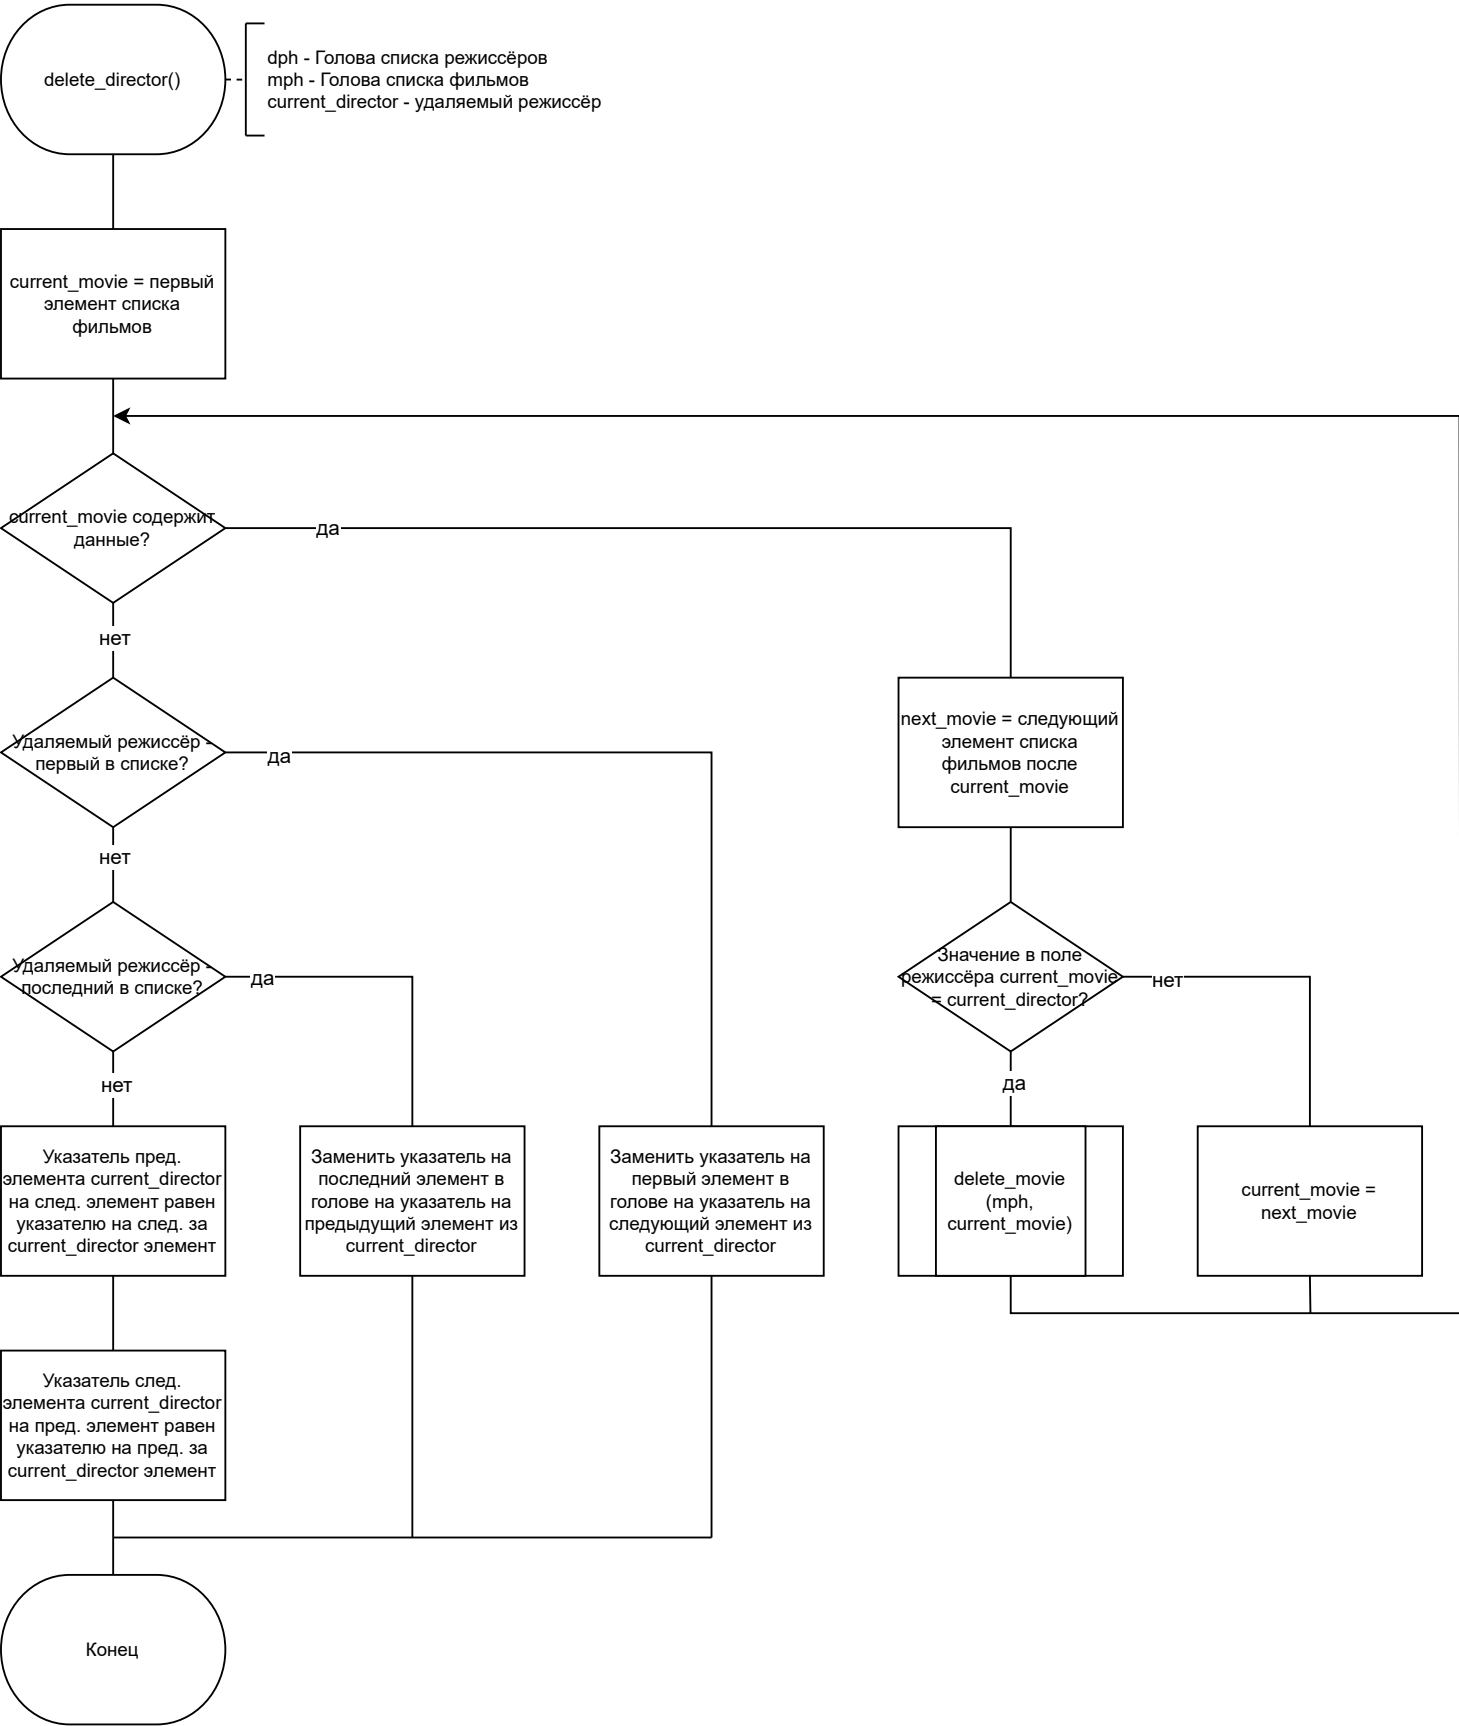 delete_director()
dph - Голова списка режиссёров
mph - Голова списка фильмов
current_director - удаляемый режиссёр
current_movie = первый
элемент списка
фильмов
current_movie содержит
данные?
да
нет
Удаляемый режиссёр -
первый в списке?
да
next_movie = следующий
элемент списка
фильмов после
current_movie
нет
Удаляемый режиссёр -
последний в списке?
да
Значение в поле
режиссёра current_movie
= current_director?
нет
нет
да
Указатель пред.
элемента current_director
на след. элемент равен
указателю на след. за
current_director элемент
Заменить указатель на
последний элемент в
голове на указатель на
предыдущий элемент из
current_director
Заменить указатель на
первый элемент в
голове на указатель на
следующий элемент из
current_director
delete_movie
(mph,
current_movie)
current_movie =
next_movie
Указатель след.
элемента current_director
на пред. элемент равен
указателю на пред. за
current_director элемент
Конец